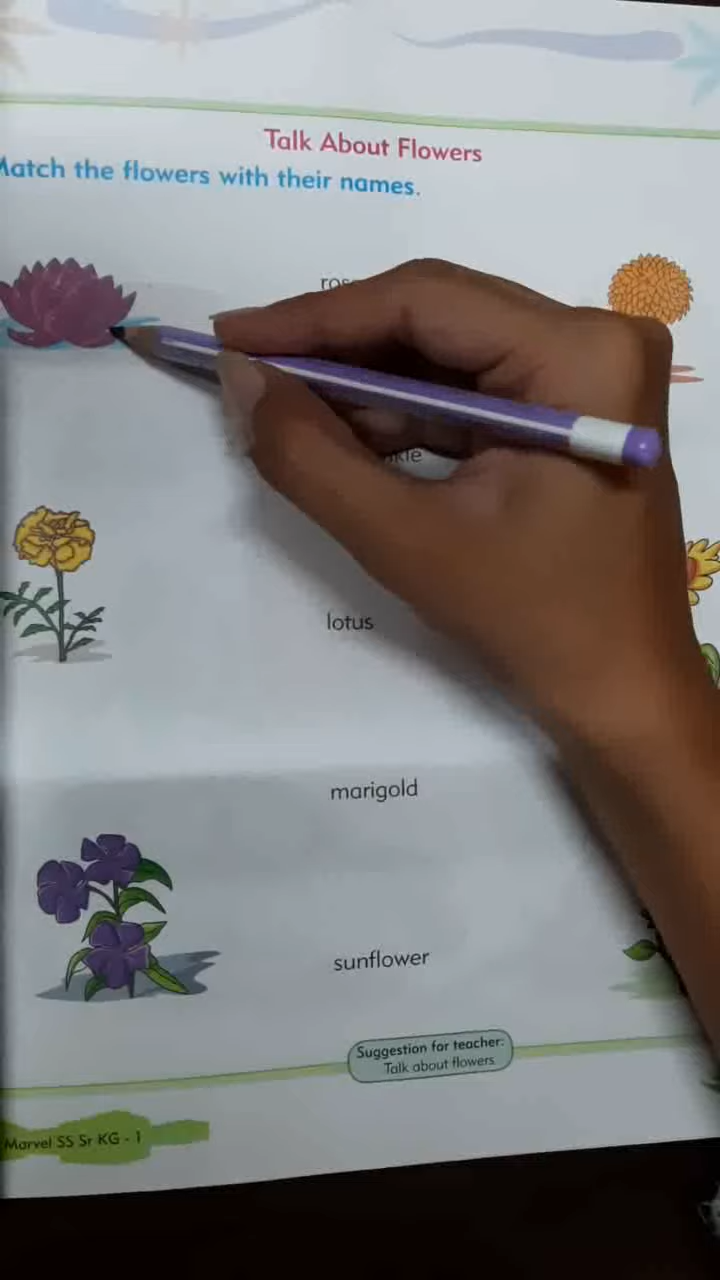 Talk About Flowers
Match the flowers with their names.
lotus
marigold
sunflower
Suggestion for teacher:
Talk about flowers
Marvel SS Sr KG - 1